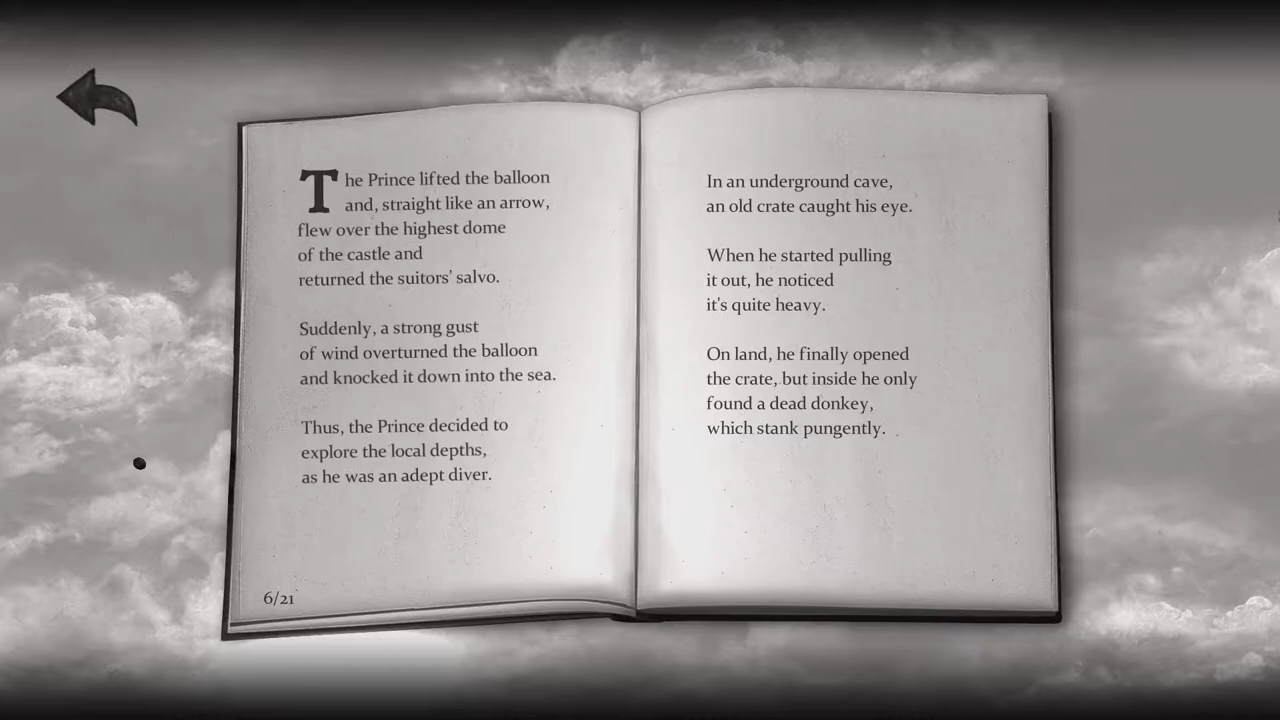 The Prince lifted the balloon
and, straight like an arrow,
flew over the highest dome
of the castle and
returned the suitors' salvo.
Suddenly, a strong gust
of wind overturned the balloon
and knocked it down into the sea.
Thus, the Prince decided to
explore the local depths,
as he was an adept diver.
6/21
In an underground cave,
an old crate caught his eye.
When he started pulling
it out, he noticed
it's quite heavy.
On land, he finally opened
the crate, but inside he only
found a dead donkey,
which stank pungently.